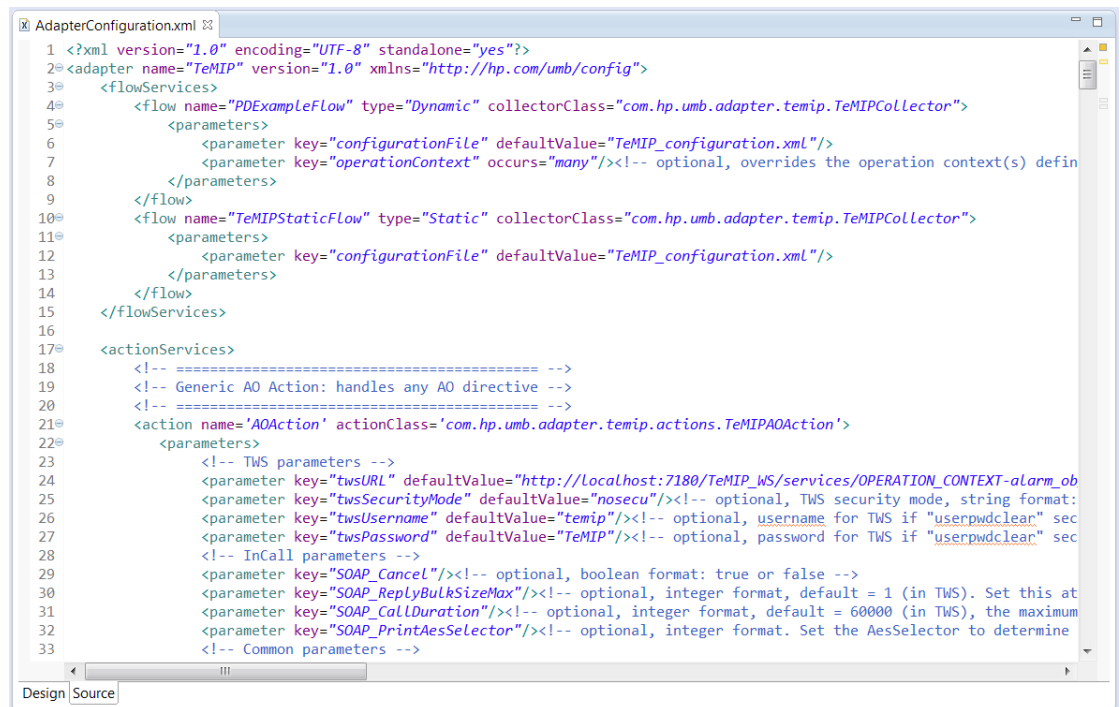 AdapterConfiguration.xml
1 <?xml version="1.0" encoding="UTF-8" standalone="yes"?>
2 <adapter name="TeMIP" version="1.0" xmlns="http://hp.com/umb/config">
3 <flowServices>
4 <flow name="PDExampleFlow" type="Dynamic" collectorClass="com.hp.umb.adapter.temip.TeMIPCollector">
5 <parameters>
6 <parameter key="configurationFile" defaultValue="TeMIP_configuration.xml"/>
7 <parameter key="operationContext" occurs="many"/><!-- optional, overrides the operation context(s) defin
8 </parameters>
9 </flow>
10 <flow name="TeMIPStaticFlow" type="Static" collectorClass="com.hp.umb.adapter.temip.TeMIPCollector">
11 <parameters>
12 <parameter key="configurationFile" defaultValue="TeMIP_configuration.xml"/>
13 </parameters>
14 </flow>
15 </flowServices>
16
17 <actionServices>
18 <!-- =========================================== -->
19 <!-- Generic AO Action: handles any AO directive -->
20 <!-- =========================================== -->
21 <action name='AOAction' actionClass='com.hp.umb.adapter.temip.actions.TeMIPAOAction'>
22 <parameters>
23 <!-- TWS parameters -->
24 <parameter key="twsURL" defaultValue="http://localhost:7180/TeMIP_WS/services/OPERATION_CONTEXT-alarm_ob
25 <parameter key="twsSecurityMode" defaultValue="nosecu"/><!-- optional, TWS security mode, string format:
26 <parameter key="twsUsername" defaultValue="temip"/><!-- optional, username for TWS if "userpwdclear" sec
27 <parameter key="twsPassword" defaultValue="TeMIP"/><!-- optional, password for TWS if "userpwdclear" sec
28 <!-- InCall parameters -->
29 <parameter key="SOAP_Cancel"/><!-- optional, boolean format: true or false -->
30 <parameter key="SOAP_ReplyBulkSizeMax"/><!-- optional, integer format, default = 1 (in TWS). Set this at
31 <parameter key="SOAP_CallDuration"/><!-- optional, integer format, default = 60000 (in TWS), the maximum
32 <parameter key="SOAP_PrintAesSelector"/><!-- optional, integer format. Set the AesSelector to determine
33 <!-- Common parameters -->
Design Source